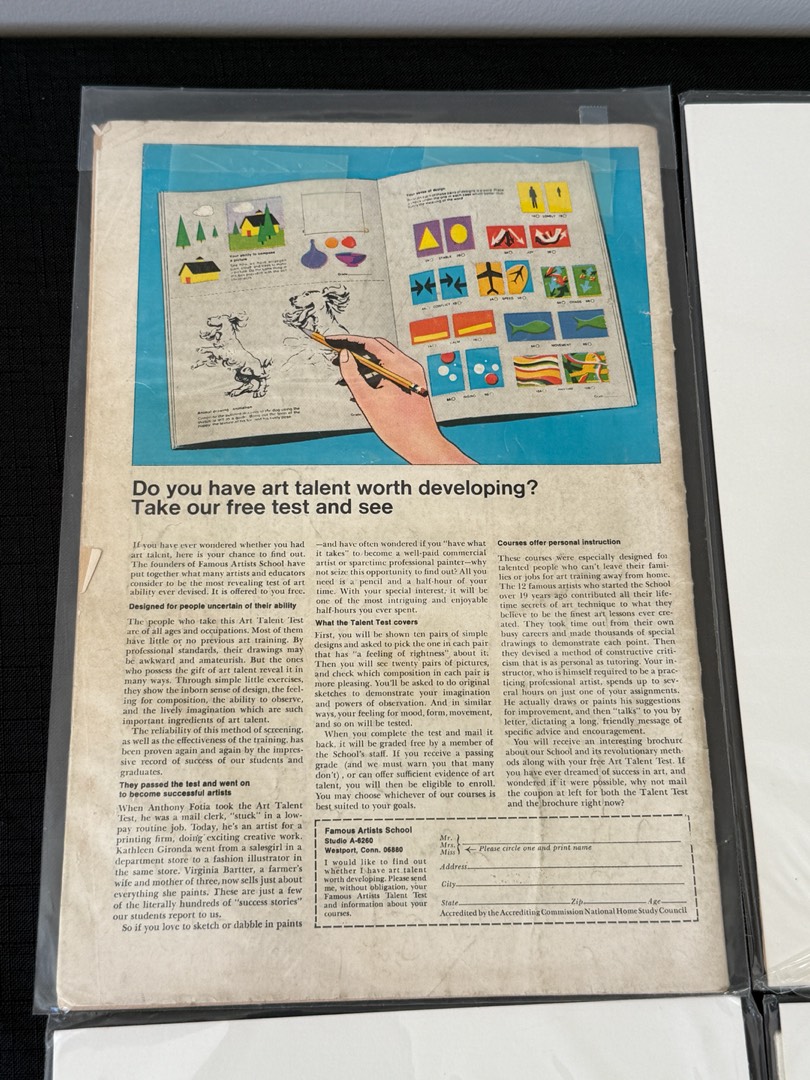 Do you have art talent worth developing?
Take our free test and see
If you have ever wondered whether you had
art talent, here is your chance to find out.
The founders of Famous Artists School have
put together what many artists and educators
consider to be the most revealing test of art
ability ever devised. It is offered to you free.
Designed for people uncertain of their ability
The people who take this Art Talent Test
are of all ages and occupations. Most of them
have little or no previous art training. By
professional standards, their drawings may
be awkward and amateurish. But the ones
who possess the gift of art talent reveal it in
many ways. Through simple little exercises,
they show the inborn sense of design, the feel-
ing for composition, the ability to observe,
and the lively imagination which are such
important ingredients of art talent.
The reliability of this method of screening,
as well as the effectiveness of the training, has
been proven again and again by the impres-
sive record of success of our students and
graduates.
They passed the test and went on
to become successful artists
When Anthony Fotia took the Art Talent
Test, he was a mail clerk, "stuck" in a low-
pay routine job. Today, he's an artist for a
printing firm, doing exciting creative work.
Kathleen Gironda went from a salesgirl in a
department store to a fashion illustrator in
the same store. Virginia Bartter, a farmer's
wife and mother of three, now sells just about
everything she paints. These are just a few
of the literally hundreds of "success stories"
our students report to us.
So if you love to sketch or dabble in paints
—and have often wondered if you "have what
it takes" to become a well-paid commercial
artist or sparetime professional painter—why
not seize this opportunity to find out? All you
need is a pencil and a half-hour of your
time. With your special interest, it will be
one of the most intriguing and enjoyable
half-hours you ever spent.
What the Talent Test covers
First, you will be shown ten pairs of simple
designs and asked to pick the one in each pair
that has "a feeling of rightness" about it.
Then you will see twenty pairs of pictures,
and check which composition in each pair is
more pleasing. You'll be asked to do original
sketches to demonstrate your imagination
and powers of observation. And in similar
ways, your feeling for mood, form, movement,
and so on will be tested.
When you complete the test and mail it
back, it will be graded free by a member of
the School's staff. If you receive a passing
grade (and we must warn you that many
don't), or can offer sufficient evidence of art
talent, you will then be eligible to enroll.
You may choose whichever of our courses is
best suited to your goals.
Courses offer personal instruction
These courses were especially designed for
talented people who can't leave their fami-
lies or jobs for art training away from home.
The 12 famous artists who started the School
over 19 years ago contributed all their life-
time secrets of art technique to what they
believe to be the finest art lessons ever cre-
ated. They took time out from their own
busy careers and made thousands of special
drawings to demonstrate each point. Then
they devised a method of constructive criti-
cism that is as personal as tutoring. Your in-
structor, who is himself required to be a prac-
ticing professional artist, spends up to sev-
eral hours on just one of your assignments.
He actually draws or paints his suggestions
for improvement, and then "talks" to you by
letter, dictating a long, friendly message of
specific advice and encouragement.
You will receive an interesting brochure
about our School and its revolutionary meth-
ods along with your free Art Talent Test. If
you have ever dreamed of success in art, and
wondered if it were possible, why not mail
the coupon at left for both the Talent Test
and the brochure right now?
Famous Artists School
Studio A-6260
Westport, Conn. 06880
I would like to find out
whether I have art talent
worth developing. Please send
me, without obligation, your
Famous Artists Talent Test
and information about your
courses.
Mr.
Mrs.
Miss
Please circle one and print name
Address
City
State Zip Age
Accredited by the Accrediting Commission National Home Study Council